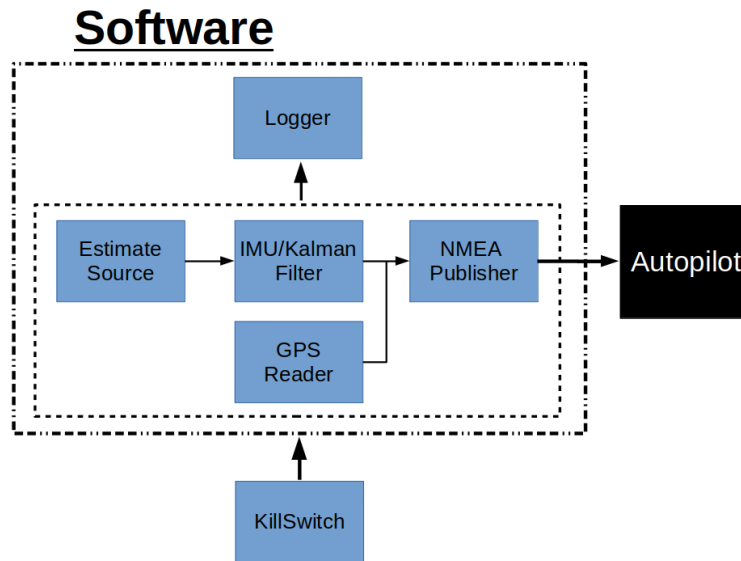 Software
Logger
Estimate
Source
IMU/Kalman
Filter
NMEA
Publisher
Autopilot
GPS
Reader
KillSwitch